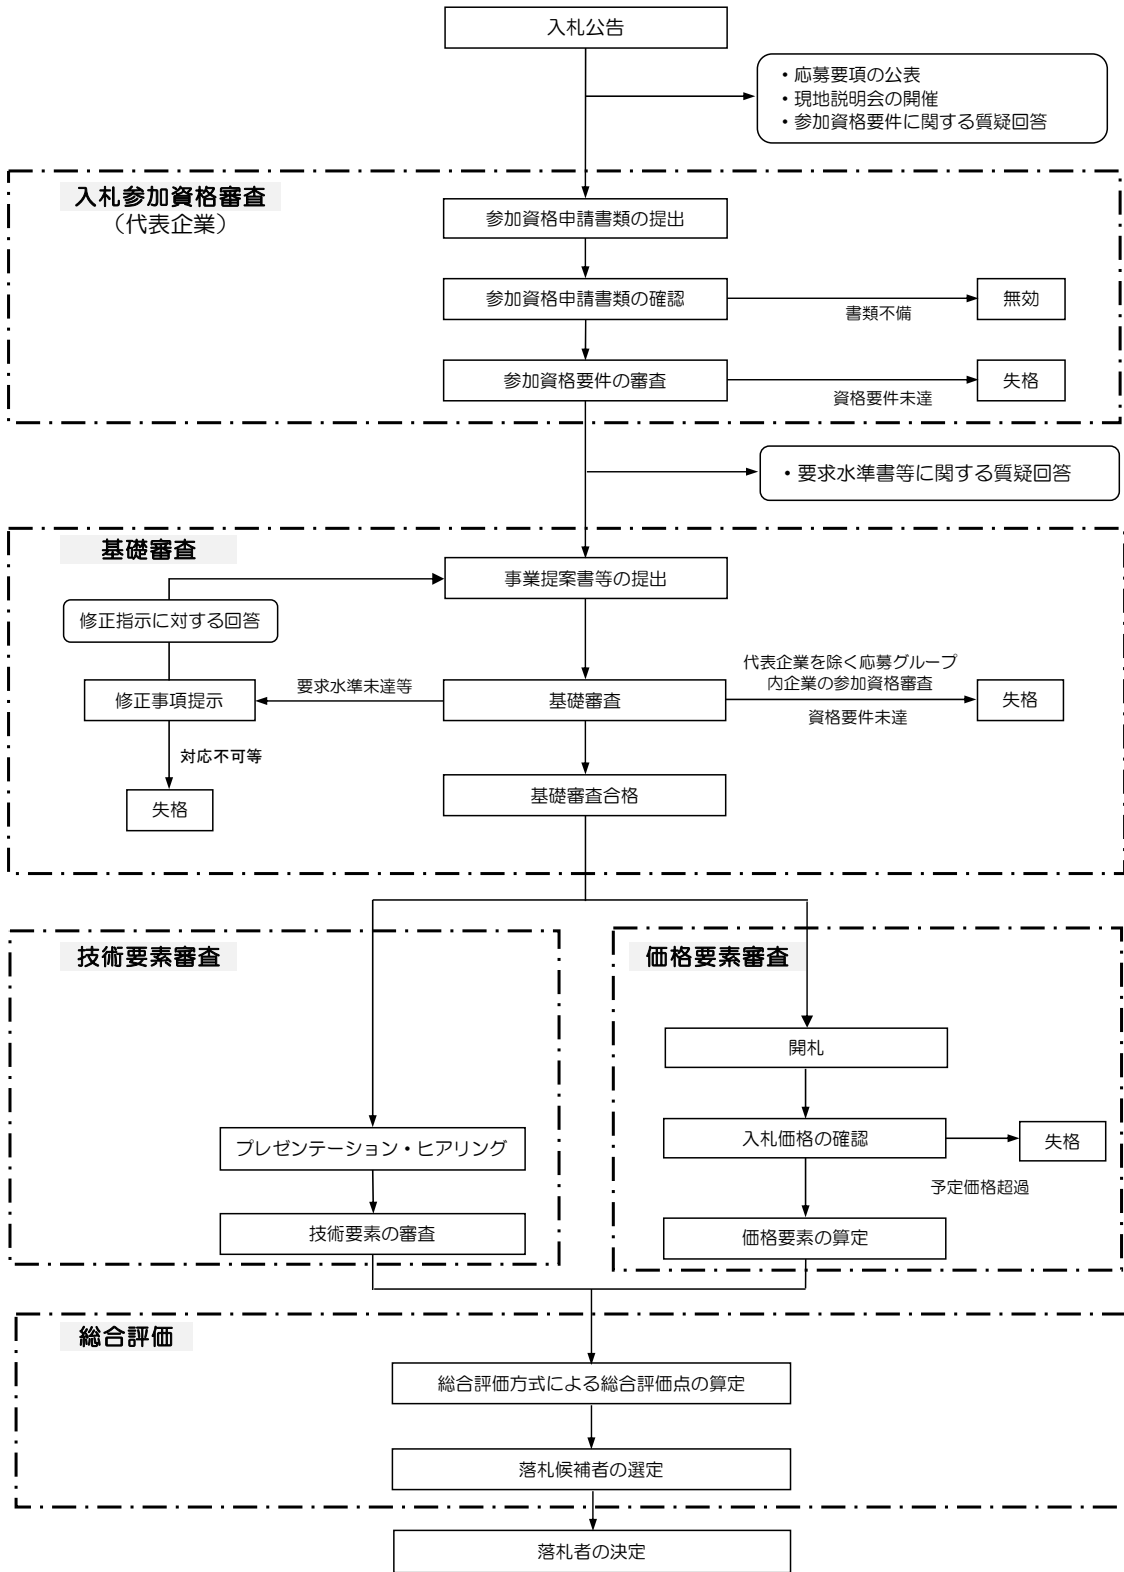 入札公告
・応募要項の公表
・現地説明会の開催
・参加資格要件に関する質疑回答
入札参加資格審査
（代表企業）
参加資格申請書類の提出
参加資格申請書類の確認
書類不備
無効
参加資格要件の審査
資格要件未達
失格
・要求水準書等に関する質疑回答
基礎審査
事業提案書等の提出
修正指示に対する回答
修正事項提示
要求水準未達等
基礎審査
代表企業を除く応募グループ
内企業の参加資格審査
資格要件未達
失格
対応不可等
失格
基礎審査合格
技術要素審査
プレゼンテーション・ヒアリング
技術要素の審査
価格要素審査
開札
入札価格の確認
失格
予定価格超過
価格要素の算定
総合評価
総合評価方式による総合評価点の算定
落札候補者の選定
落札者の決定